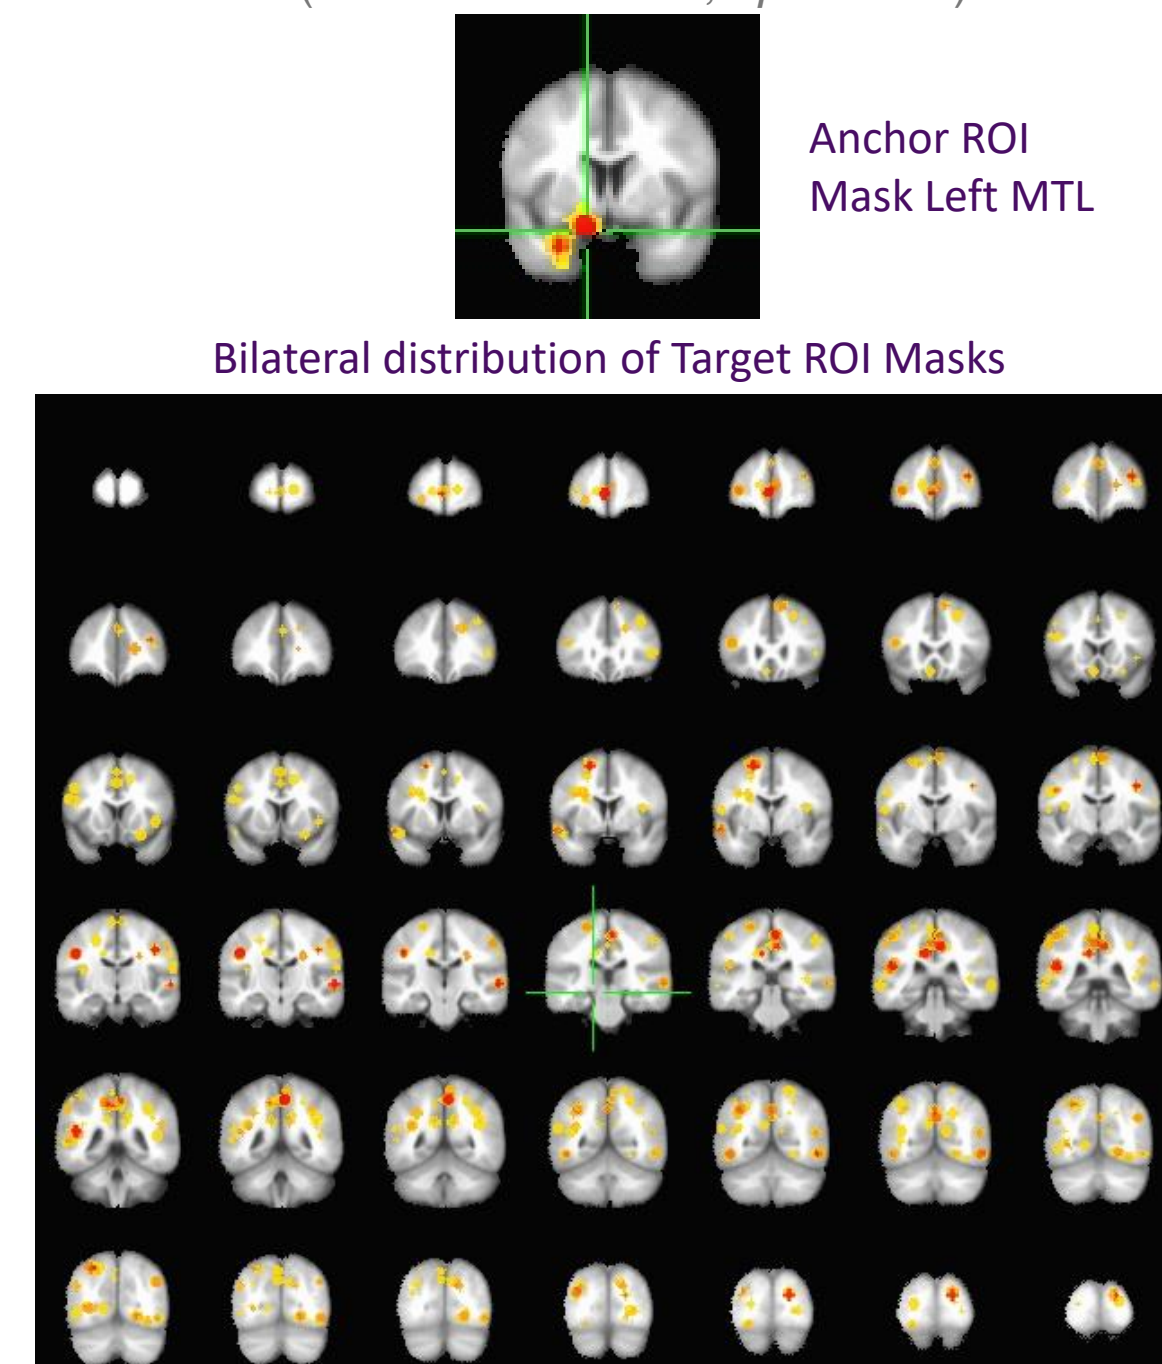 Anchor ROI
Mask Left MTL
Bilateral distribution of Target ROI Masks